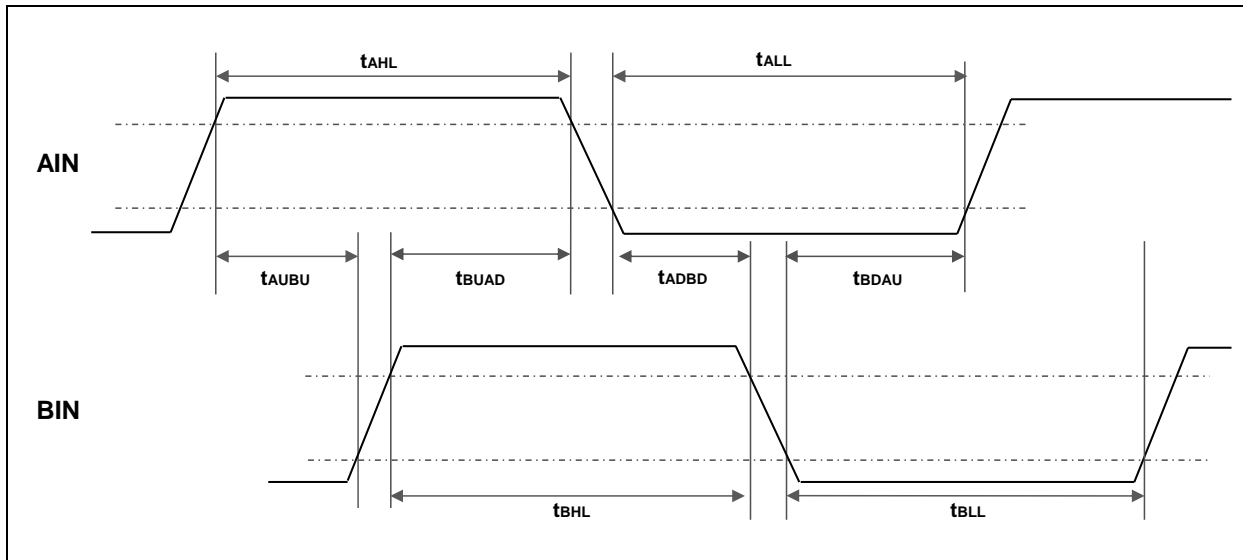 tAHL
tALL
AIN
tAUBU
tBUAD
tADBD
tBDAU
BIN
tBHL
tBLL